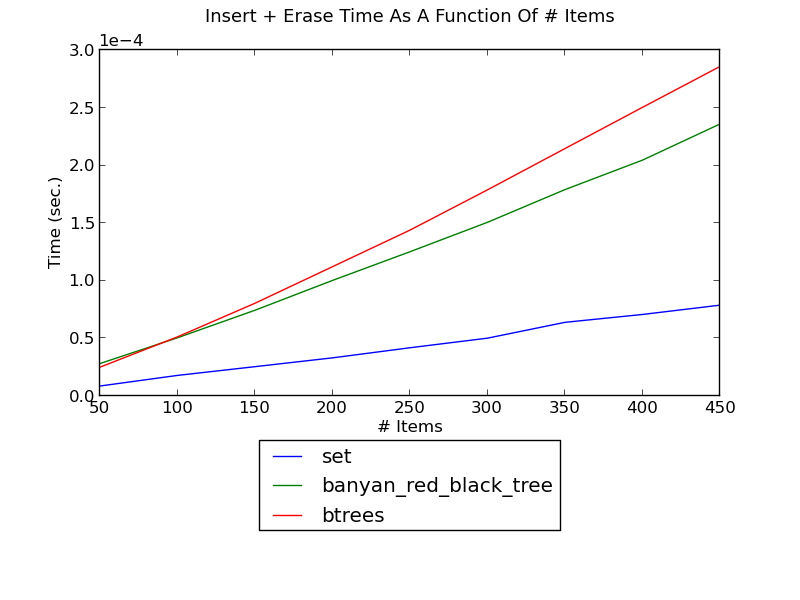 Insert + Erase Time As A Function Of # Items
1e−4
3.0
2.5
2.0
1.5
1.0
0.5
0.0
Time (sec.)
50 100 150 200 250 300 350 400 450
# Items
set
banyan_red_black_tree
btrees